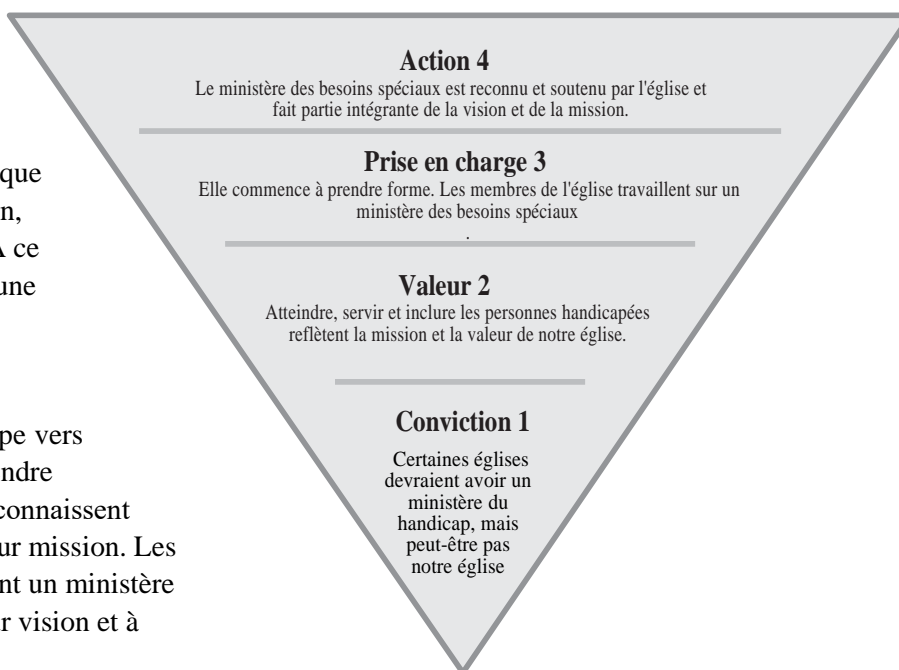 Action 4
Le ministère des besoins spéciaux est reconnu et soutenu par l'église et
fait partie intégrante de la vision et de la mission.
Prise en charge 3
Elle commence à prendre forme. Les membres de l'église travaillent sur un
ministère des besoins spéciaux
.
Valeur 2
Atteindre, servir et inclure les personnes handicapées
reflètent la mission et la valeur de notre église.
Conviction 1
Certaines églises
devraient avoir un
ministère du
handicap, mais
peut-être pas
notre église
que
n,
A ce
une
pe vers
ndre
connaissent
ur mission. Les
nt un ministère
r vision et à